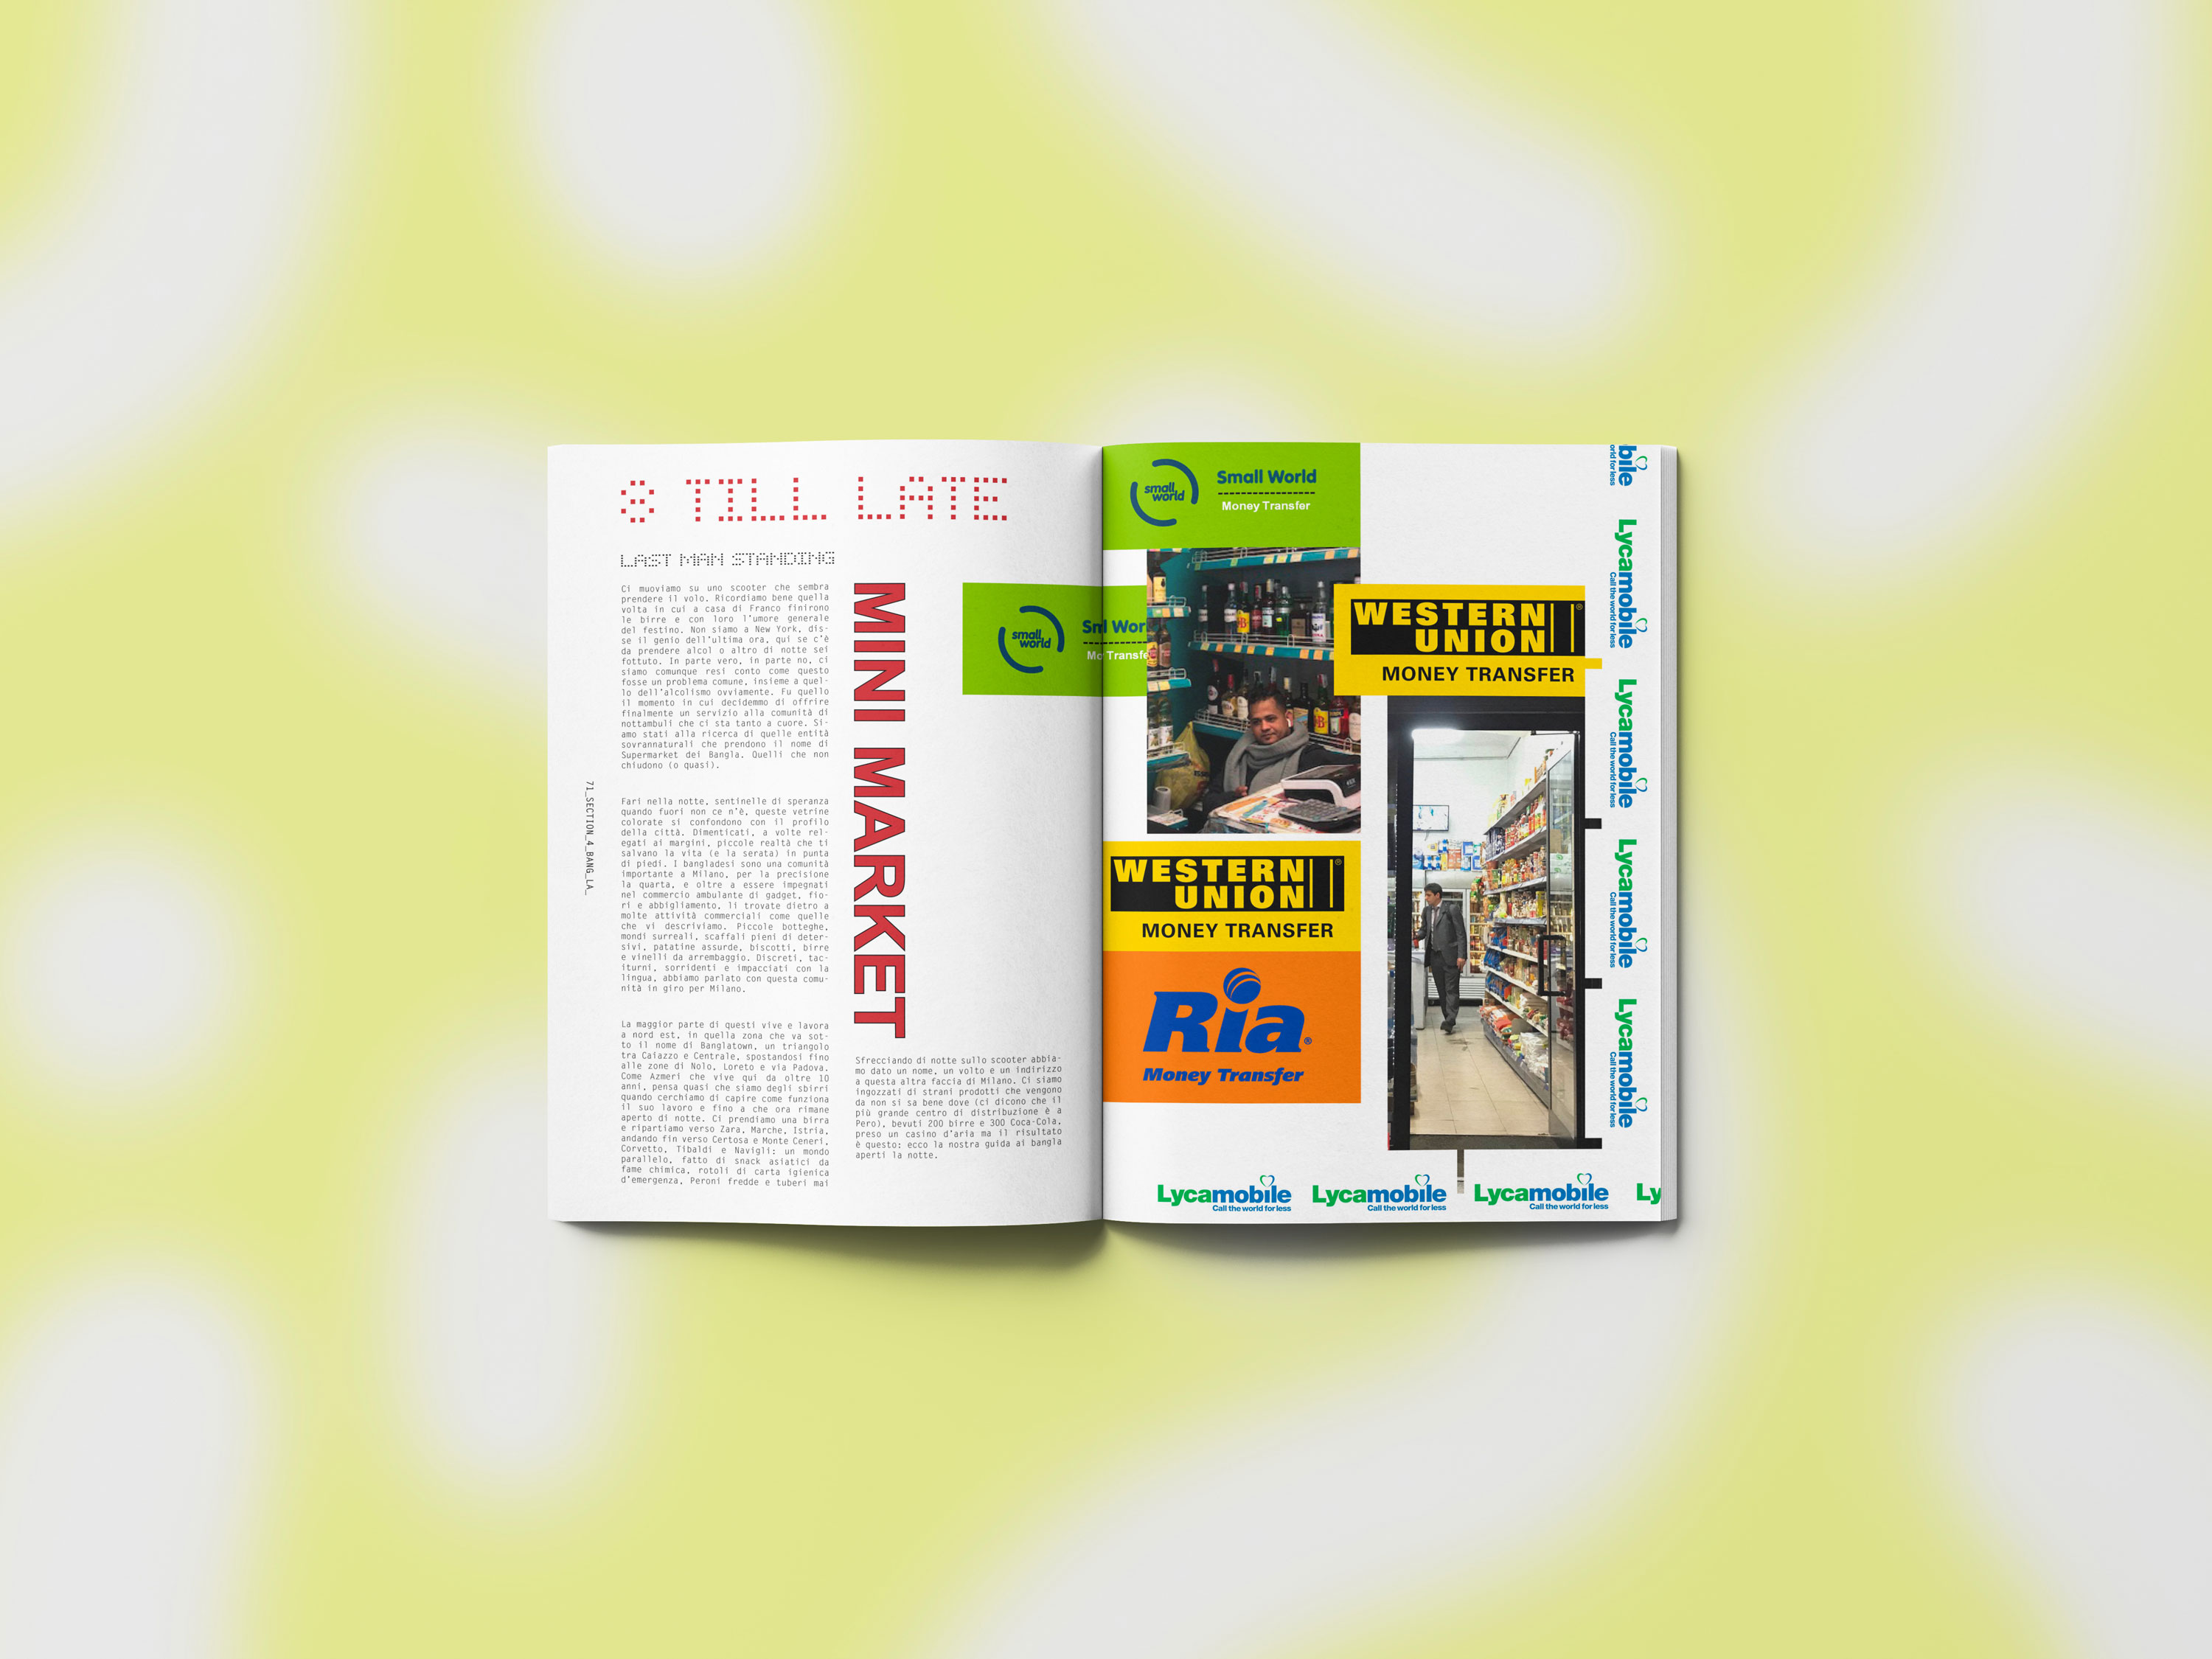 8 TILL LATE
LAST MAN STANDING
Ci muoviamo su uno scooter che sembra
prendere il volo. Ricordiamo bene quella
volta in cui a casa di Franco finirono
le birre e con loro l'umore generale
del festino. Non siamo a New York, dis-
se il genio dell'ultima ora, qui se c'è
da prendere alcol o altro di notte sei
fottuto. In parte vero, in parte no, ci
siamo comunque resi conto come questo
fosse un problema comune, insieme a quel-
lo dell'alcolismo ovviamente. Fu quello
il momento in cui decidemmo di offrire
finalmente un servizio alla comunità di
nottambuli che ci sta tanto a cuore. Si-
amo stati alla ricerca di quelle entità
sovrannaturali che prendono il nome di
Supermarket dei Bangla. Quelli che non
chiudono (o quasi).
Fari nella notte, sentinelle di speranza
quando fuori non ce n'è, queste vetrine
colorate si confondono con il profilo
della città. Dimenticati, a volte rel-
egati ai margini, piccole realtà che ti
salvano la vita (e la serata) in punta
di piedi. I bangladesi sono una comunità
importante a Milano, per la precisione
la quarta, e oltre a essere impegnati
nel commercio ambulante di gadget, fio-
ri e abbigliamento, li trovate dietro a
molte attività commerciali come quelle
che vi descriviamo. Piccole botteghe,
mondi surreali, scaffali pieni di deter-
sivi, patatine assurde, biscotti, birre
e vinelli da arrembaggio. Discreti, tac-
iturni, sorridenti e impacciati con la
lingua, abbiamo parlato con questa comu-
nità in giro per Milano.
La maggior parte di questi vive e lavora
a nord est, in quella zona che va sot-
to il nome di Banglatown, un triangolo
tra Caiazzo e Centrale, spostandosi fino
alle zone di Nolo, Loreto e via Padova.
Come Azmeri che vive qui da oltre 10
anni, pensa quasi che siamo degli sbirri
quando cerchiamo di capire come funziona
il suo lavoro e fino a che ora rimane
aperto di notte. Ci prendiamo una birra
e ripartiamo verso Zara, Marche, Istria,
andando fin verso Certosa e Monte Ceneri,
Corvetto, Tibaldi e Navigli: un mondo
parallelo, fatto di snack asiatici da
fame chimica, rotoli di carta igienica
d'emergenza, Peroni fredde e tuberi mai
71_SECTION_4_BANG_LA_
MINI MARKET
Sfrecciando di notte sullo scooter abbia-
mo dato un nome, un volto e un indirizzo
a questa altra faccia di Milano. Ci siamo
ingozzati di strani prodotti che vengono
da non si sa bene dove (ci dicono che il
più grande centro di distribuzione è a
Pero), bevuti 200 birre e 300 Coca-Cola,
preso un casino d'aria ma il risultato
è questo: ecco la nostra guida ai bangla
aperti la notte.
small
world
Sml Wor
Mo Transfe
small
world
Small World
Money Transfer
WESTERN
UNION
MONEY TRANSFER
WESTERN
UNION
MONEY TRANSFER
Ria
Money Transfer
bile
orld for less
Lycamobile
Call the world for less
Lycamobile
Call the world for less
Lycamobile
Call the world for less
Lycamobile
Call the world for less
Lycamobile
Call the world for less
Lycamobile
Call the world for less
Lycamobile
Call the world for less
Ly